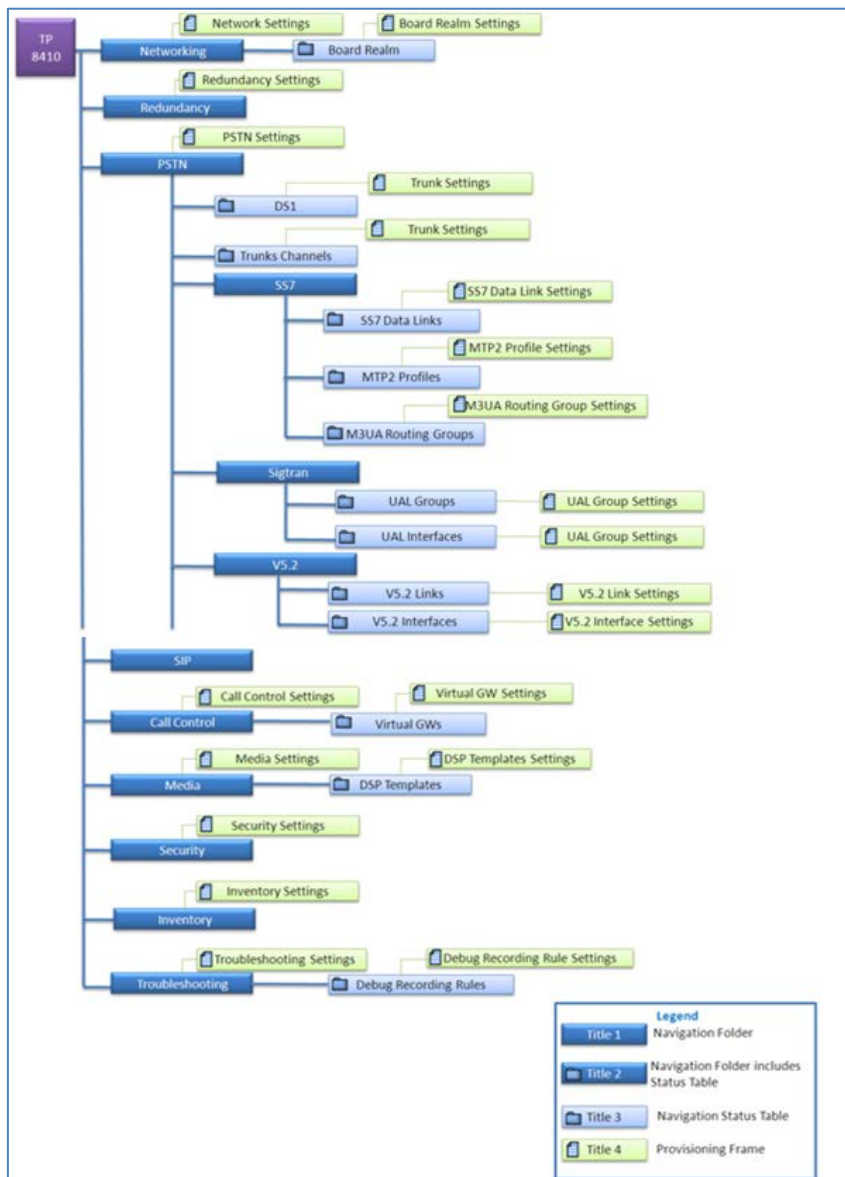 TP
8410
Network Settings
Board Realm Settings
Networking
Board Realm
Redundancy Settings
Redundancy
PSTN Settings
PSTN
Trunk Settings
DS1
Trunk Settings
Trunks Channels
SS7
SS7 Data Link Settings
SS7 Data Links
MTP2 Profile Settings
MTP2 Profiles
M3UA Routing Group Settings
M3UA Routing Groups
Sigtran
UAL Groups
UAL Group Settings
UAL Interfaces
UAL Group Settings
V5.2
V5.2 Links
V5.2 Link Settings
V5.2 Interfaces
V5.2 Interface Settings
SIP
Call Control Settings
Virtual GW Settings
Call Control
Virtual GWs
Media Settings
DSP Templates Settings
Media
DSP Templates
Security Settings
Security
Inventory Settings
Inventory
Troubleshooting Settings
Debug Recording Rule Settings
Troubleshooting
Debug Recording Rules
Legend
Title 1
Navigation Folder
Title 2
Navigation Folder includes
Status Table
Title 3
Navigation Status Table
Title 4
Provisioning Frame